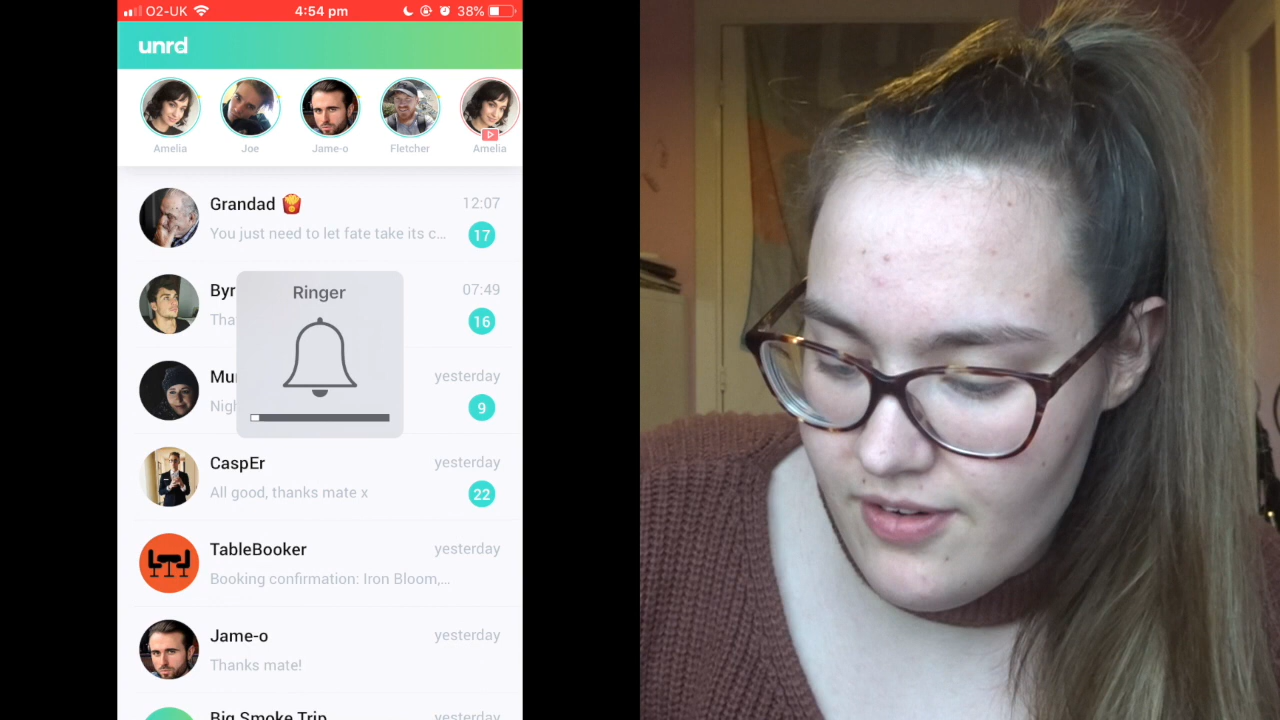 O2-UK 4:54 pm 38%
unrd
Amelia Joe Jame-o Fletcher Amelia
Grandad 12:07
You just need to let fate take its c... 17
Byr 07:49
Tha 16
Ringer
Mu yesterday
Nigh 9
CaspEr yesterday
All good, thanks mate x 22
TableBooker yesterday
Booking confirmation: Iron Bloom,...
Jame-o yesterday
Thanks mate!
Big Smoke Trip yesterday